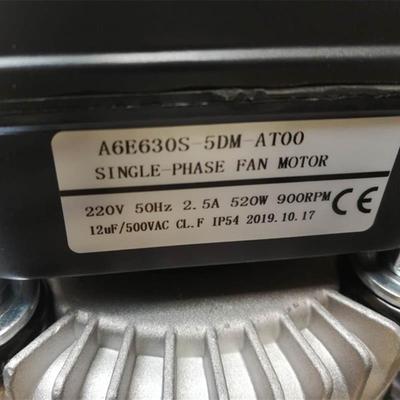 A6E630S-5DM-AT00
SINGLE-PHASE FAN MOTOR
220V 50Hz 2.5A 520W 900RPM CE
12uF/500VAC CL.F IP54 2019.10.17